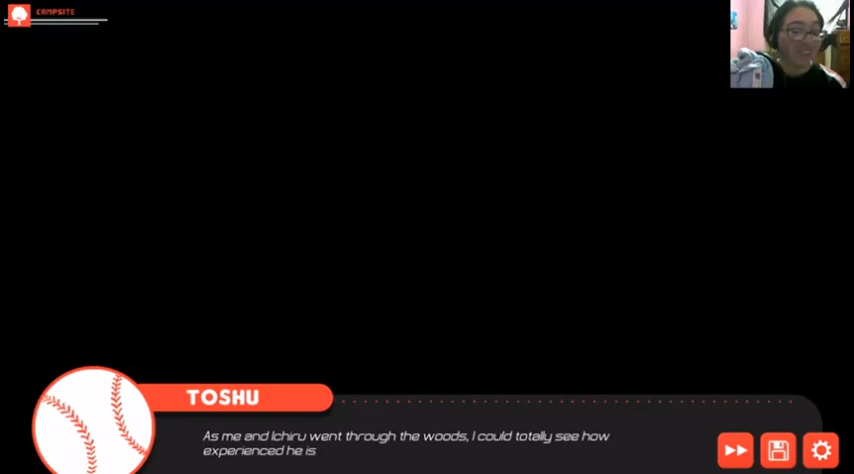 CAMPSITE
TOSHU
As me and Ichiru went through the woods, I could totally see how
experienced he is